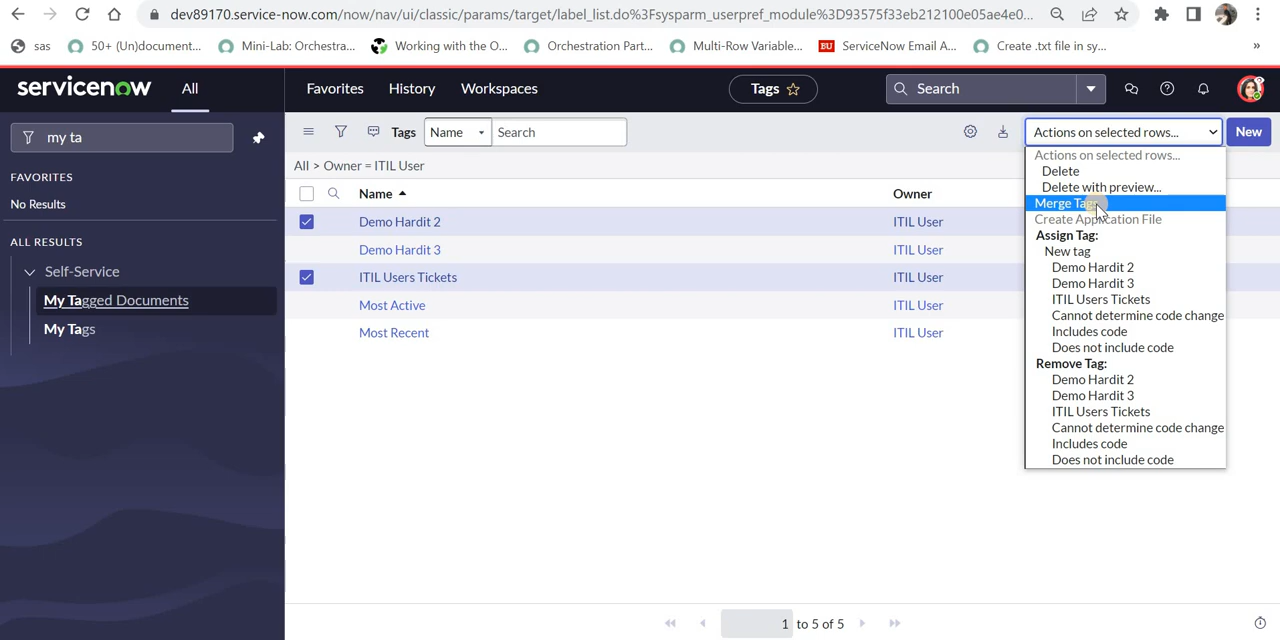 dev89170.service-now.com/now/nav/ui/classic/params/target/label_list.do%3Fsysparm_userpref_module%3D93575f33eb212100e05ae4e0...
sas
50+ (Un)document...
Mini-Lab: Orchestra...
Working with the O...
Orchestration Part...
Multi-Row Variable...
BU ServiceNow Email A...
Create .txt file in sy...
»
servicenow
All
Favorites
History
Workspaces
Tags
Search
my ta
Tags
Name
Search
Actions on selected rows...
New
FAVORITES
No Results
ALL RESULTS
Self-Service
My Tagged Documents
My Tags
All > Owner = ITIL User
Name
Owner
Demo Hardit 2
ITIL User
Demo Hardit 3
ITIL User
ITIL Users Tickets
ITIL User
Most Active
ITIL User
Most Recent
ITIL User
Actions on selected rows...
Delete
Delete with preview...
Merge Tags
Create Application File
Assign Tag:
New tag
Demo Hardit 2
Demo Hardit 3
ITIL Users Tickets
Cannot determine code change
Includes code
Does not include code
Remove Tag:
Demo Hardit 2
Demo Hardit 3
ITIL Users Tickets
Cannot determine code change
Includes code
Does not include code
1 to 5 of 5